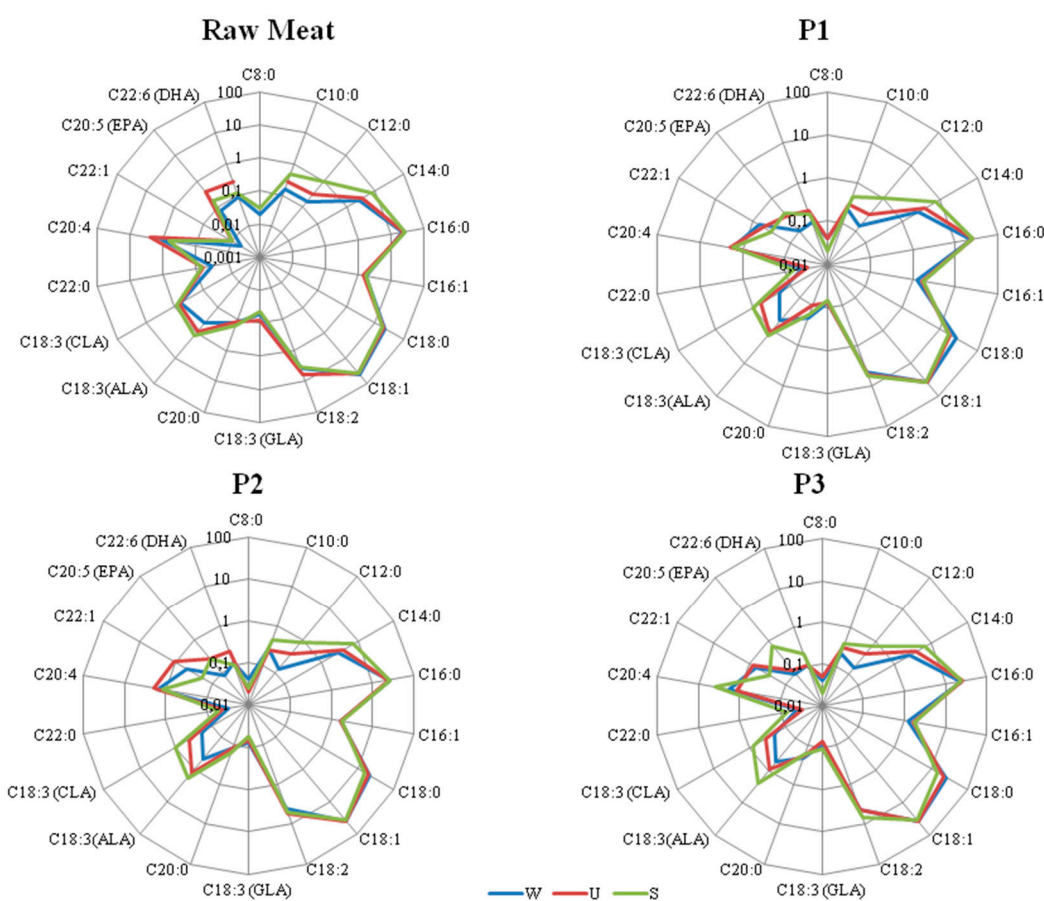 Raw Meat
C8:0
C10:0
C12:0
C14:0
C16:0
C16:1
C18:0
C18:1
C18:2
C18:3 (GLA)
C20:0
C18:3(ALA)
C18:3 (CLA)
C22:0
C20:4
C22:1
C20:5 (EPA)
C22:6 (DHA)
100
10
1
0,1
0,01
0,001
P1
C8:0
C10:0
C12:0
C14:0
C16:0
C16:1
C18:0
C18:1
C18:2
C18:3 (GLA)
C20:0
C18:3(ALA)
C18:3 (CLA)
C22:0
C20:4
C22:1
C20:5 (EPA)
C22:6 (DHA)
100
10
1
0,1
0,01
P2
C8:0
C10:0
C12:0
C14:0
C16:0
C16:1
C18:0
C18:1
C18:2
C18:3 (GLA)
C20:0
C18:3(ALA)
C18:3 (CLA)
C22:0
C20:4
C22:1
C20:5 (EPA)
C22:6 (DHA)
100
10
1
0,1
0,01
P3
C8:0
C10:0
C12:0
C14:0
C16:0
C16:1
C18:0
C18:1
C18:2
C18:3 (GLA)
C20:0
C18:3(ALA)
C18:3 (CLA)
C22:0
C20:4
C22:1
C20:5 (EPA)
C22:6 (DHA)
100
10
1
0,1
0,01
W U S